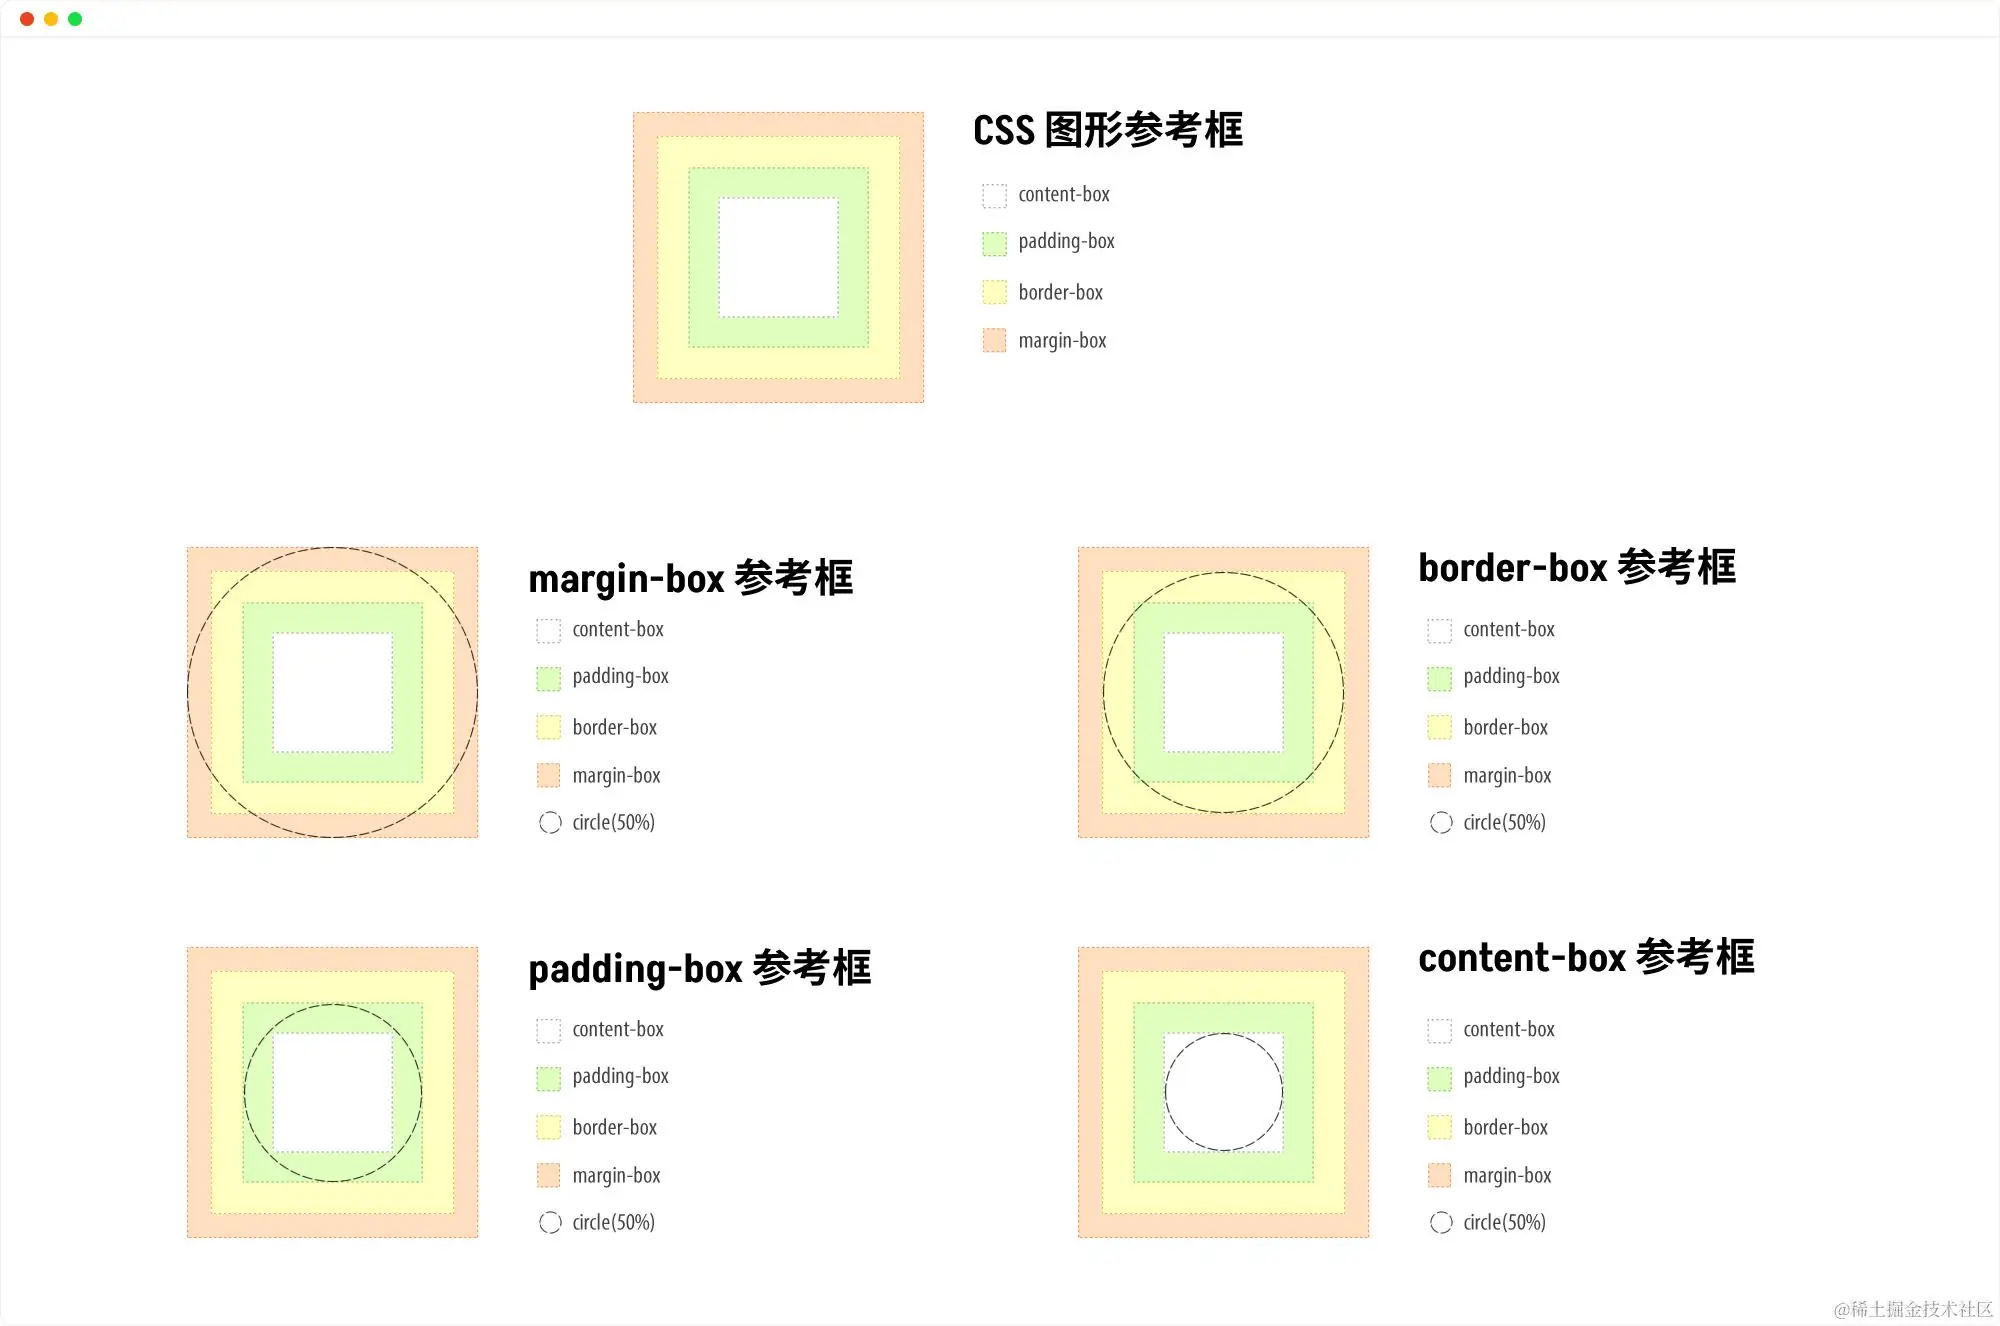 CSS 图形参考框
content-box
padding-box
border-box
margin-box
margin-box 参考框
content-box
padding-box
border-box
margin-box
circle(50%)
border-box 参考框
content-box
padding-box
border-box
margin-box
circle(50%)
padding-box 参考框
content-box
padding-box
border-box
margin-box
circle(50%)
content-box 参考框
content-box
padding-box
border-box
margin-box
circle(50%)
@稀土掘金技术社区